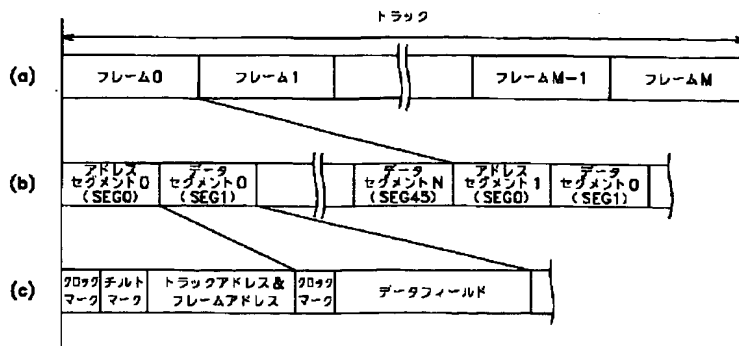 トラック
(a)
フレーム0
フレーム1
フレームM-1
フレームM
(b)
アドレス
セグメント0
(SEG0)
データ
セグメント0
(SEG1)
データ
セグメントN
(SEG45)
アドレス
セグメント1
(SEG0)
データ
セグメント0
(SEG1)
(c)
クロック
マーク
チルト
マーク
トラックアドレス&
フレームアドレス
クロック
マーク
データフィールド